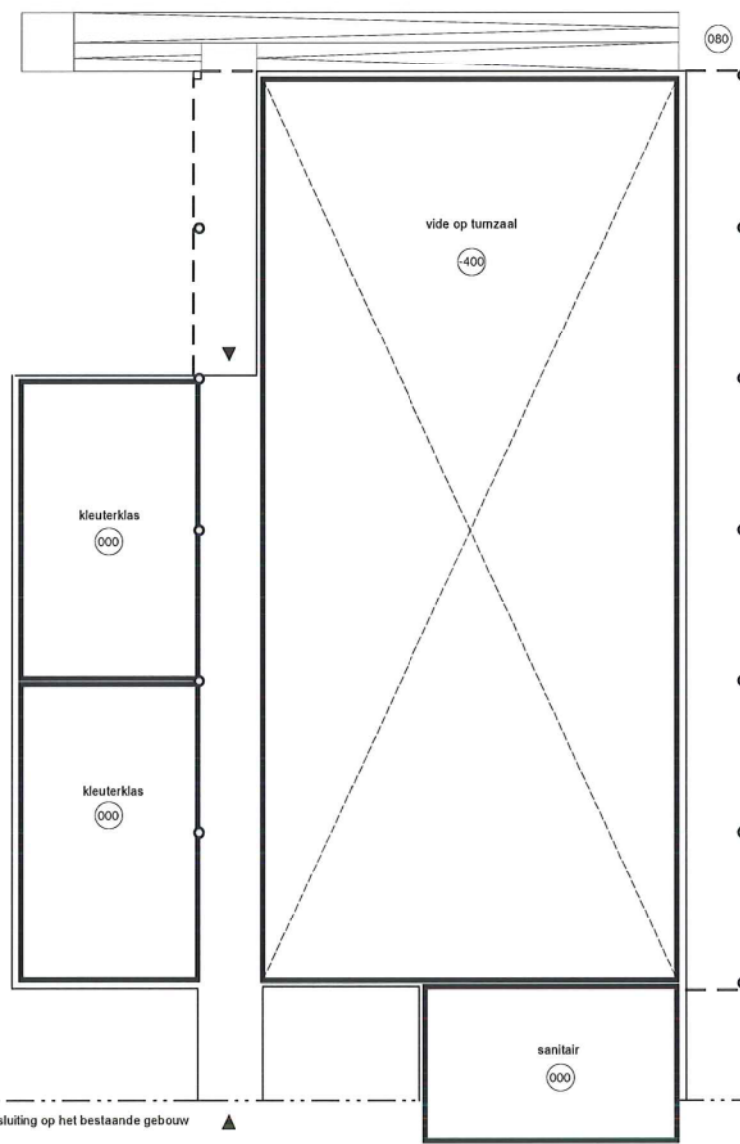 080
vide op turnzaal
-400
kleuterklas
000
kleuterklas
000
sanitair
000
sluiting op het bestaande gebouw